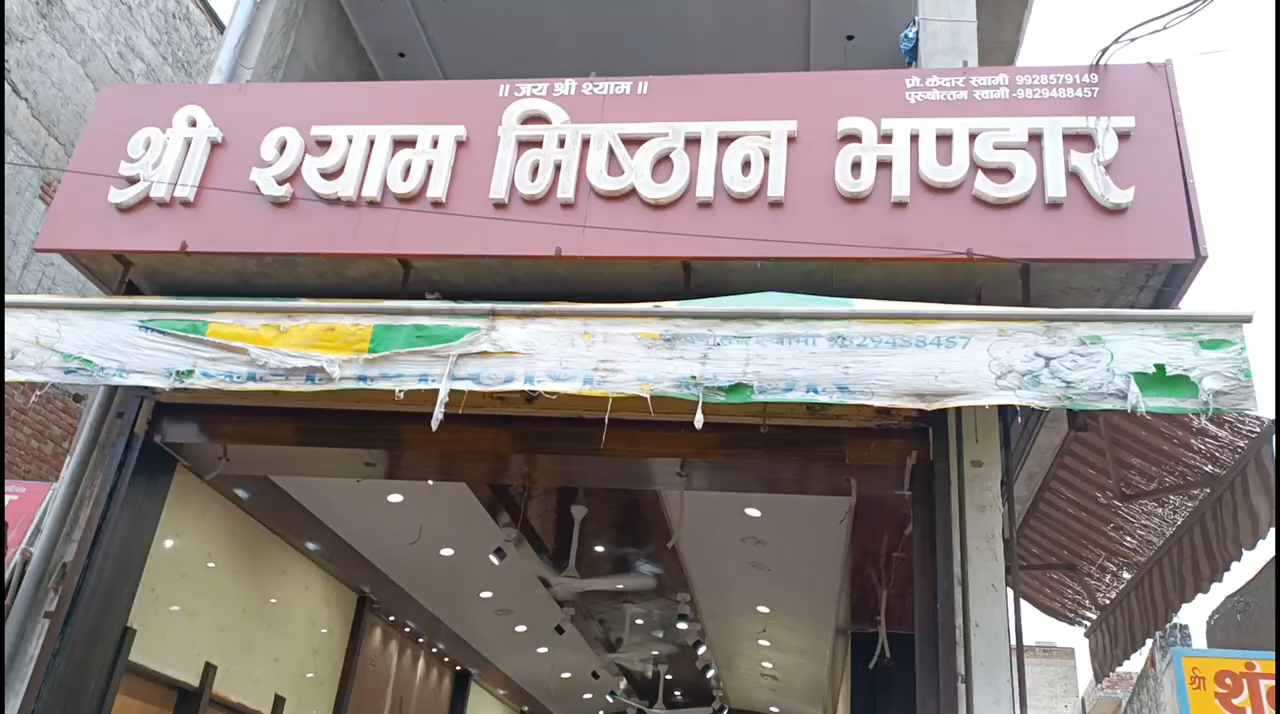 ॥ जय श्री श्याम ॥
प्रो. केदार स्वामी 9928579149
पुरूषोत्तम स्वामी-9829488457
श्री श्याम मिष्ठान भण्डार
स्वामी 9829488457
श्री